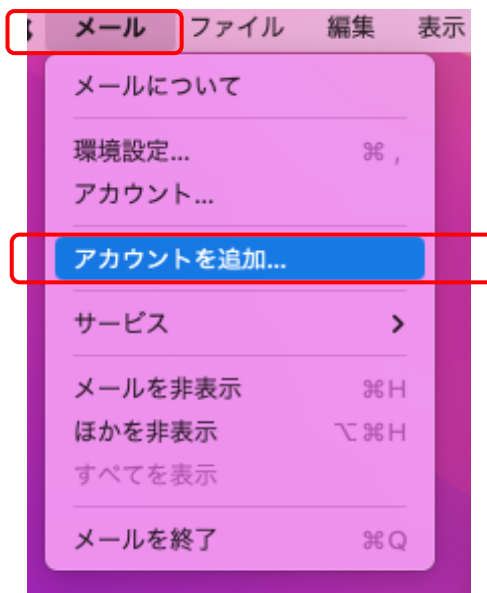 メール ファイル 編集 表示
メールについて
環境設定... ⌘ ,
アカウント...
アカウントを追加...
サービス
メールを非表示 ⌘H
ほかを非表示 ⌥⌘H
すべてを表示
メールを終了 ⌘Q